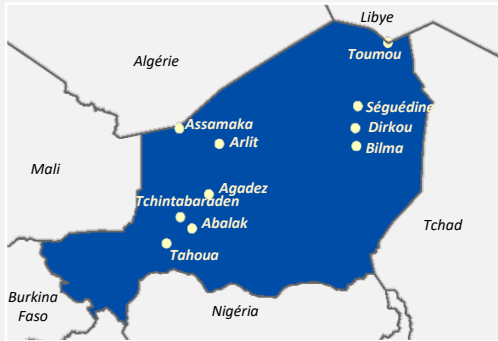 Libye
Toumou
Algérie
Séguédine
Assamaka
Dirkou
Arlit
Bilma
Mali
Agadez
Tchintabaraden
Abalak
Tchad
Tahoua
Burkina
Faso
Nigéria